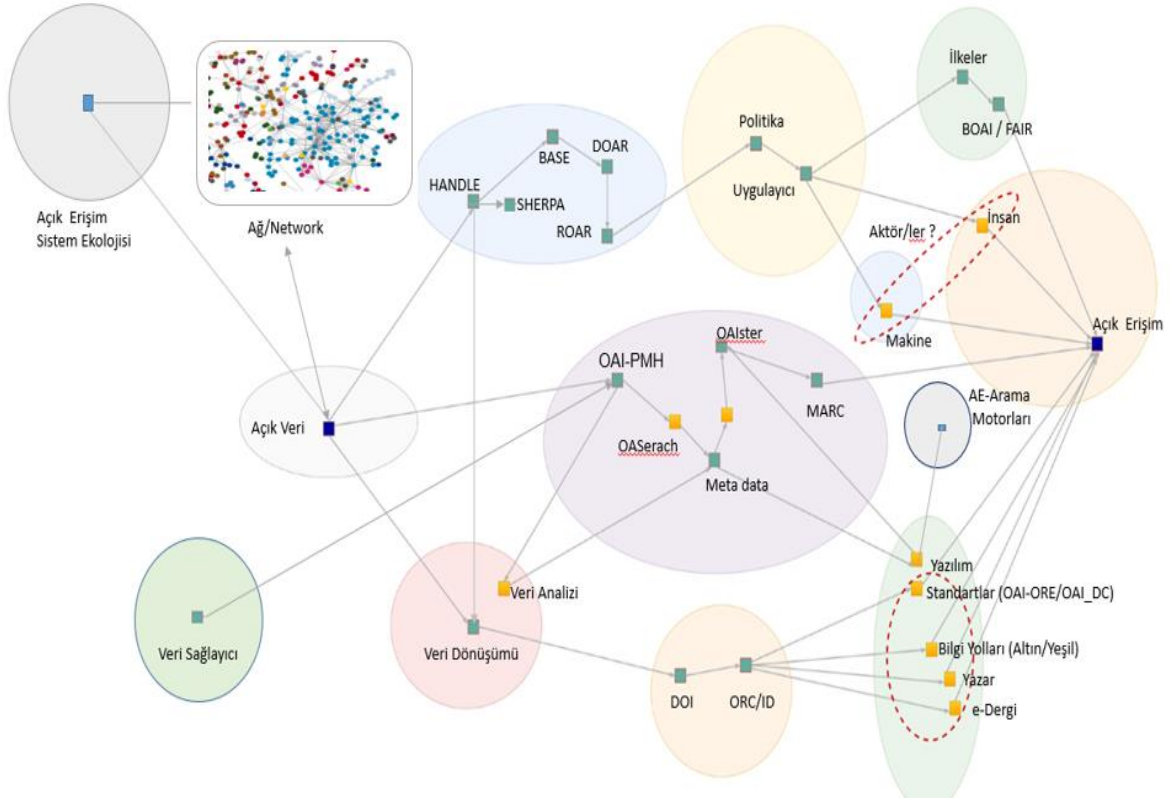 Açık Erişim
Sistem Ekolojisi
Ağ/Network
HANDLE
BASE
DOAR
SHERPA
ROAR
Politika
Uygulayıcı
İlkeler
BOAI / FAIR
Aktör/ler ?
İnsan
Makine
Açık Erişim
Açık Veri
OAI-PMH
OAIster
OASerach
MARC
Meta data
AE-Arama
Motorları
Veri Sağlayıcı
Veri Analizi
Veri Dönüşümü
DOI
ORC/ID
Yazılım
Standartlar (OAI-ORE/OAI_DC)
Bilgi Yolları (Altın/Yeşil)
Yazar
e-Dergi